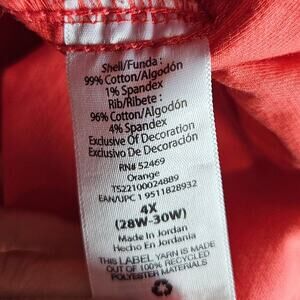 Shell/Funda :
99% Cotton/Algodón
1% Spandex
Rib/Ribete :
96% Cotton/Algodón
4% Spandex
Exclusive Of Decoration
Exclusivo De Decoración
RN# 52469
Orange
TS22100024889
EAN/UPC 1 9511828932
4X
(28W-30W)
Made In Jordan
Hecho En Jordania
THIS LABEL YARN IS MADE
OUT OF 100% RECYCLED
POLYESTER MATERIALS